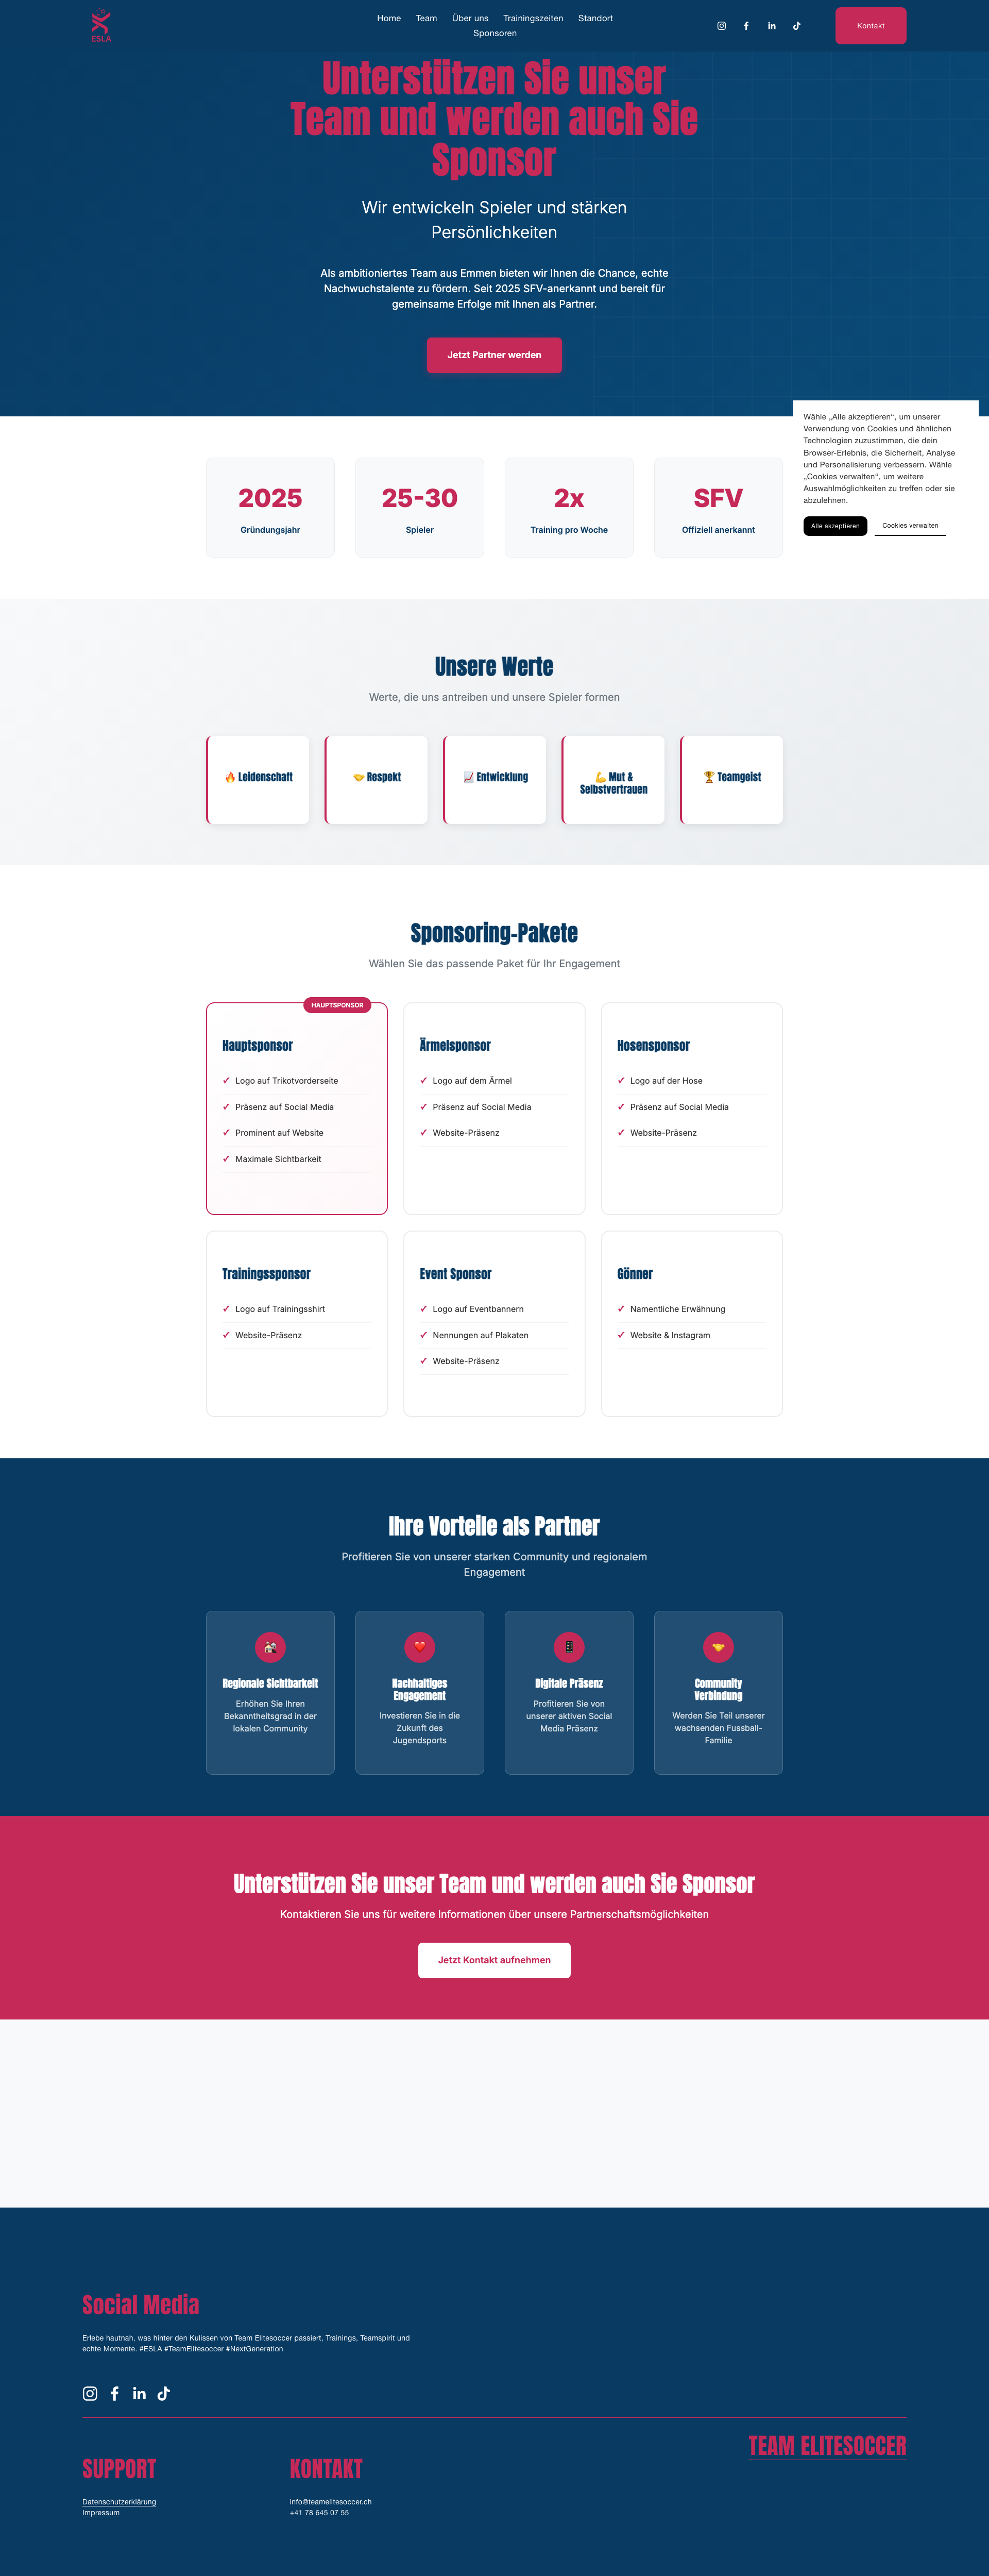 ESLA
Home Team Über uns Trainingszeiten Standort
Sponsoren
Kontakt
Unterstützen Sie unser
Team und werden auch Sie
Sponsor
Wir entwickeln Spieler und stärken
Persönlichkeiten
Als ambitioniertes Team aus Emmen bieten wir Ihnen die Chance, echte
Nachwuchstalente zu fördern. Seit 2025 SFV-anerkannt und bereit für
gemeinsame Erfolge mit Ihnen als Partner.
Jetzt Partner werden
Wähle „Alle akzeptieren“, um unserer
Verwendung von Cookies und ähnlichen
Technologien zuzustimmen, die dein
Browser-Erlebnis, die Sicherheit, Analyse
und Personalisierung verbessern. Wähle
„Cookies verwalten“, um weitere
Auswahlmöglichkeiten zu treffen oder sie
abzulehnen.
Alle akzeptieren
Cookies verwalten
2025
Gründungsjahr
25-30
Spieler
2x
Training pro Woche
SFV
Offiziell anerkannt
Unsere Werte
Werte, die uns antreiben und unsere Spieler formen
🔥 Leidenschaft
🤝 Respekt
📈 Entwicklung
💪 Mut &
Selbstvertrauen
🏆 Teamgeist
Sponsoring-Pakete
Wählen Sie das passende Paket für Ihr Engagement
HAUPTSPONSOR
Hauptsponsor
✓ Logo auf Trikotvorderseite
✓ Präsenz auf Social Media
✓ Prominent auf Website
✓ Maximale Sichtbarkeit
Ärmelsponsor
✓ Logo auf dem Ärmel
✓ Präsenz auf Social Media
✓ Website-Präsenz
Hosensponsor
✓ Logo auf der Hose
✓ Präsenz auf Social Media
✓ Website-Präsenz
Trainingssponsor
✓ Logo auf Trainingsshirt
✓ Website-Präsenz
Event Sponsor
✓ Logo auf Eventbannern
✓ Nennungen auf Plakaten
✓ Website-Präsenz
Gönner
✓ Namentliche Erwähnung
✓ Website & Instagram
Ihre Vorteile als Partner
Profitieren Sie von unserer starken Community und regionalem
Engagement
Regionale Sichtbarkeit
Erhöhen Sie Ihren
Bekanntheitsgrad in der
lokalen Community
Nachhaltiges
Engagement
Investieren Sie in die
Zukunft des
Jugendsports
Digitale Präsenz
Profitieren Sie von
unserer aktiven Social
Media Präsenz
Community
Verbindung
Werden Sie Teil unserer
wachsenden Fussball-
Familie
Unterstützen Sie unser Team und werden auch Sie Sponsor
Kontaktieren Sie uns für weitere Informationen über unsere Partnerschaftsmöglichkeiten
Jetzt Kontakt aufnehmen
Social Media
Erlebe hautnah, was hinter den Kulissen von Team Elitesoccer passiert, Trainings, Teamspirit und
echte Momente. #ESLA #TeamElitesoccer #NextGeneration
TEAM ELITESOCCER
SUPPORT
Datenschutzerklärung
Impressum
KONTAKT
info@teamelitesoccer.ch
+41 78 645 07 55